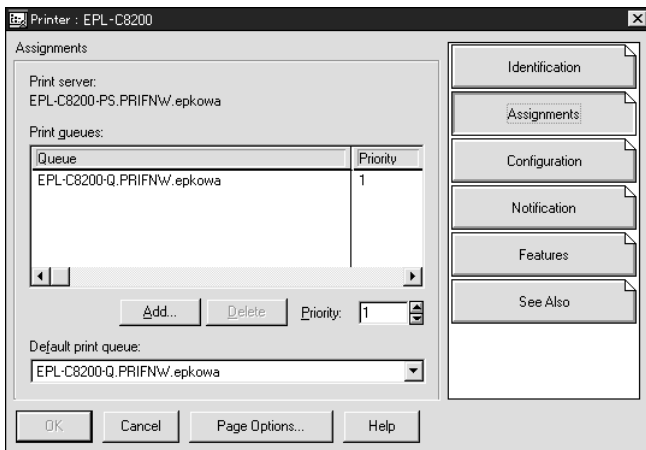 Printer : EPL-C8200
Assignments
Print server:
EPL-C8200-PS.PRIFNW.epkowa
Print queues:
Queue Priority
EPL-C8200-Q.PRIFNW.epkowa 1
Add... Delete Priority: 1
Default print queue:
EPL-C8200-Q.PRIFNW.epkowa
OK Cancel Page Options... Help
Identification
Assignments
Configuration
Notification
Features
See Also